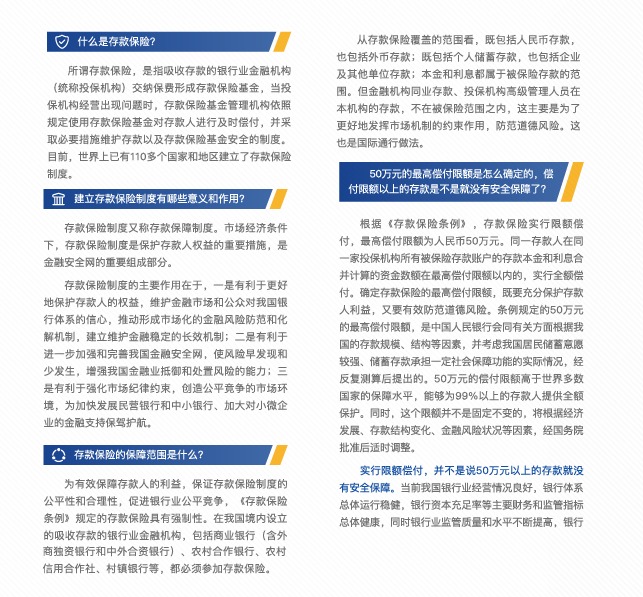 什么是存款保险?
所谓存款保险，是指吸收存款的银行业金融机构
（统称投保机构）交纳保费形成存款保险基金，当投
保机构经营出现问题时，存款保险基金管理机构依照
规定使用存款保险基金对存款人进行及时偿付，并采
取必要措施维护存款以及存款保险基金安全的制度。
目前，世界上已有110多个国家和地区建立了存款保险
制度。
建立存款保险制度有哪些意义和作用?
存款保险制度又称存款保障制度。市场经济条件
下，存款保险制度是保护存款人权益的重要措施，是
金融安全网的重要组成部分。
存款保险制度的主要作用在于，一是有利于更好
地保护存款人的权益，维护金融市场和公众对我国银
行体系的信心，推动形成市场化的金融风险防范和化
解机制，建立维护金融稳定的长效机制；二是有利于
进一步加强和完善我国金融安全网，使风险早发现和
少发生，增强我国金融业抵御和处置风险的能力；三
是有利于强化市场纪律约束，创造公平竞争的市场环
境，为加快发展民营银行和中小银行、加大对小微企
业的金融支持保驾护航。
存款保险的保障范围是什么?
为有效保障存款人的利益，保证存款保险制度的
公平性和合理性，促进银行业公平竞争，《存款保险
条例》规定的存款保险具有强制性。在我国境内设立
的吸收存款的银行业金融机构，包括商业银行（含外
商独资银行和中外合资银行）、农村合作银行、农村
信用合作社、村镇银行等，都必须参加存款保险。
从存款保险覆盖的范围看，既包括人民币存款，
也包括外币存款；既包括个人储蓄存款，也包括企业
及其他单位存款；本金和利息都属于被保险存款的范
围。但金融机构同业存款、投保机构高级管理人员在
本机构的存款，不在被保险范围之内，这主要是为了
更好地发挥市场机制的约束作用，防范道德风险。这
也是国际通行做法。
50万元的最高偿付限额是怎么确定的，偿
付限额以上的存款是不是就没有安全保障了?
根据《存款保险条例》，存款保险实行限额偿
付，最高偿付限额为人民币50万元。同一存款人在同
一家投保机构所有被保险存款账户的存款本金和利息合
并计算的资金数额在最高偿付限额以内的，实行全额偿
付。确定存款保险的最高偿付限额，既要充分保护存款
人利益，又要有效防范道德风险。条例规定的50万元
的最高偿付限额，是中国人民银行会同有关方面根据我
国的存款规模、结构等因素，并考虑我国居民储蓄意愿
较强、储蓄存款承担一定社会保障功能的实际情况，经
反复测算后提出的。50万元的偿付限额高于世界多数
国家的保障水平，能够为99%以上的存款人提供全额
保护。同时，这个限额并不是固定不变的，将根据经济
发展、存款结构变化、金融风险状况等因素，经国务院
批准后适时调整。
实行限额偿付，并不是说50万元以上的存款就没
有安全保障。当前我国银行业经营情况良好，银行体系
总体运行稳健，银行资本充足率等主要财务和监管指标
总体健康，同时银行业监管质量和水平不断提高，银行